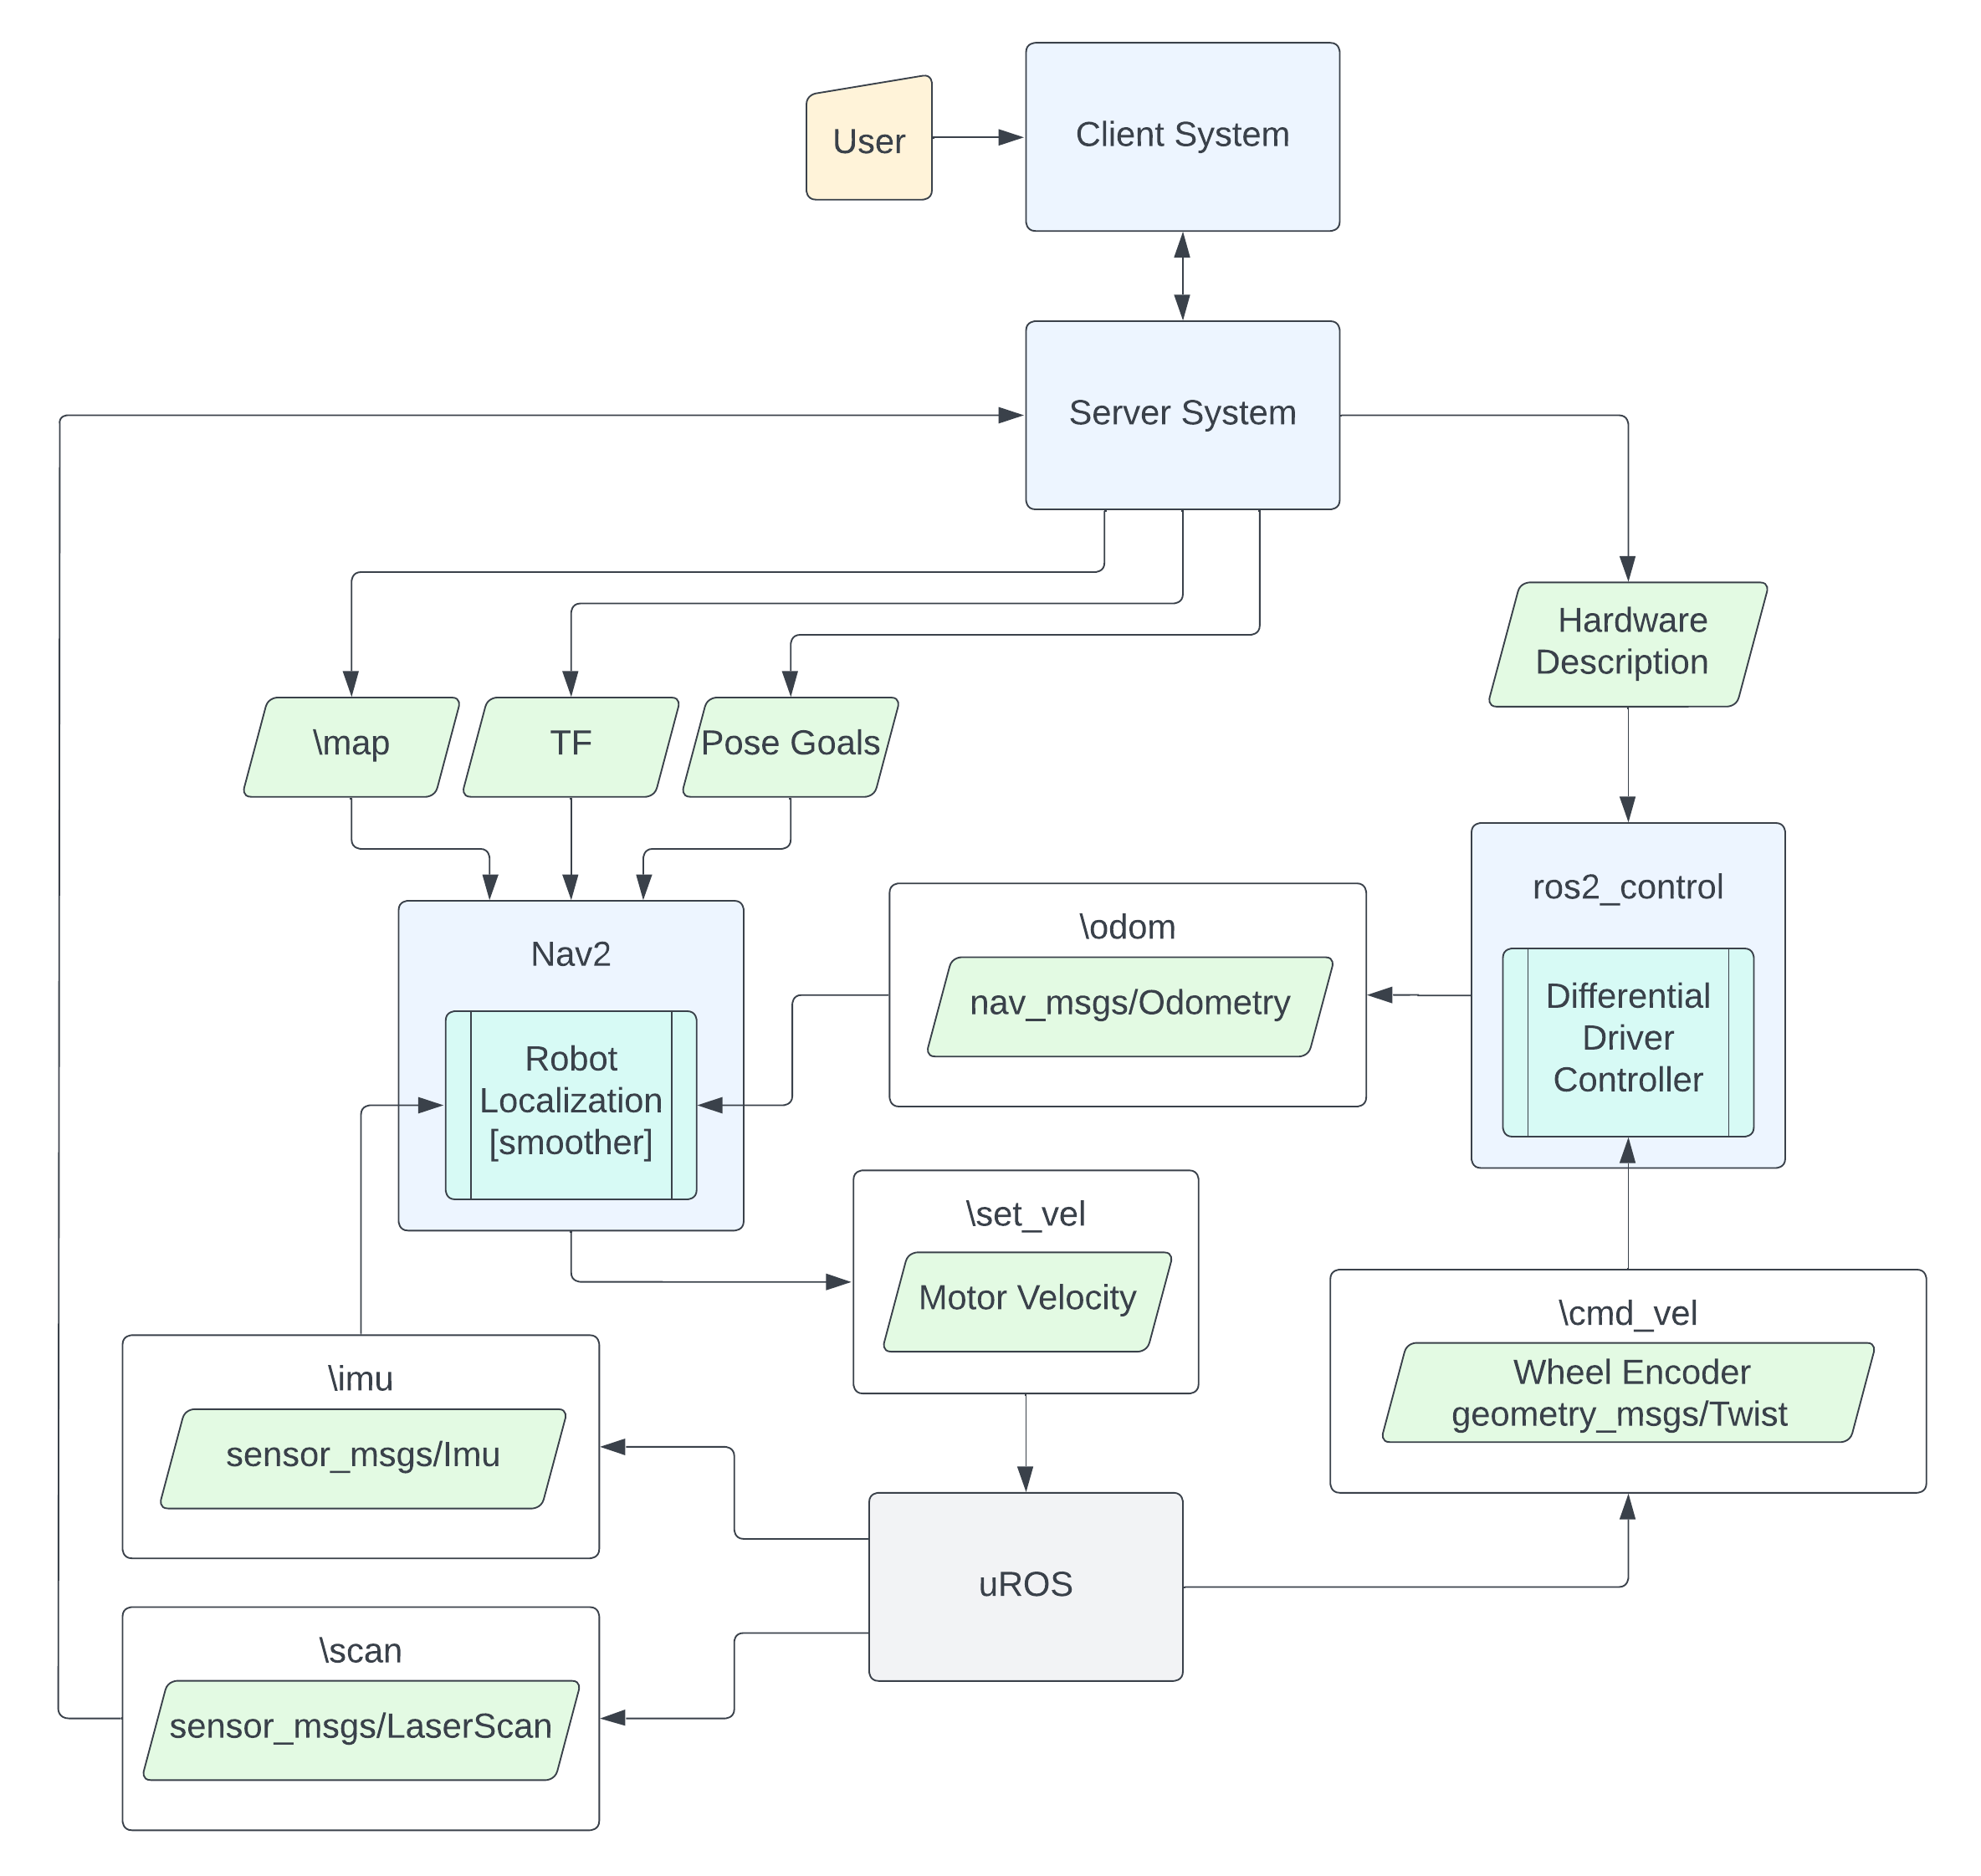 User
Client System
Server System
Hardware
Description
\map
TF
Pose Goals
ros2_control
Differential
Driver
Controller
\odom
nav_msgs/Odometry
Nav2
Robot
Localization
[smoother]
\set_vel
Motor Velocity
\cmd_vel
Wheel Encoder
geometry_msgs/Twist
\imu
sensor_msgs/Imu
uROS
\scan
sensor_msgs/LaserScan